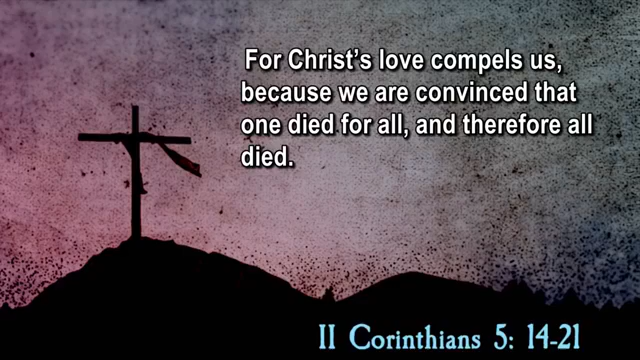 For Christ’s love compels us,
because we are convinced that
one died for all, and therefore all
died.
II Corinthians 5: 14-21